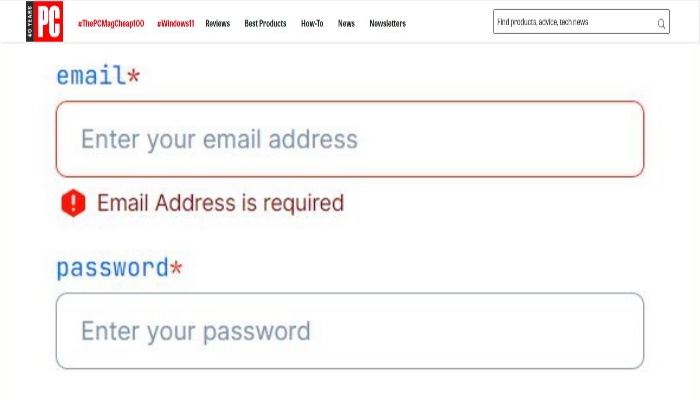 40 YEARS
PC
#ThePCMagCheap100 #Windows11 Reviews Best Products How-To News Newsletters
Find products, advice, tech news
email*
Enter your email address
Email Address is required
password*
Enter your password